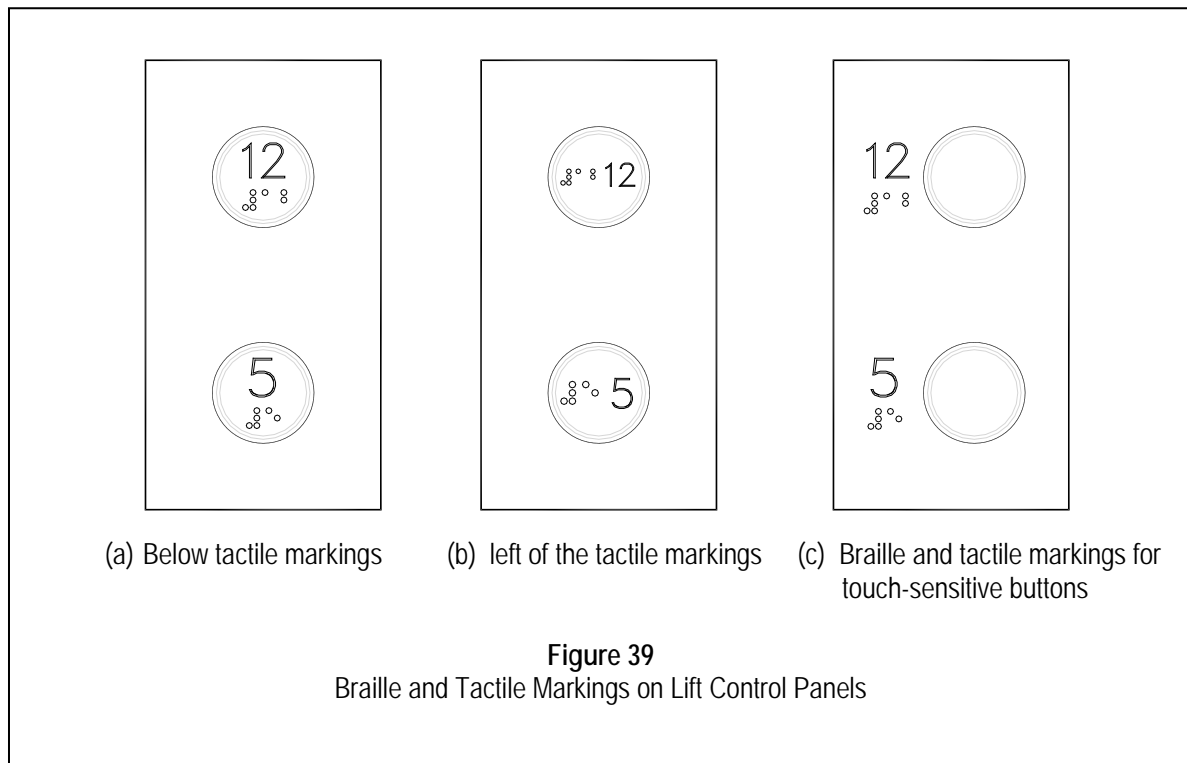 12
⠼⠁⠃
5
⠼⠑
⠼⠁⠃ 12
⠼⠑ 5
12
⠼⠁⠃
5
⠼⠑
(a) Below tactile markings
(b) left of the tactile markings
(c) Braille and tactile markings for
touch-sensitive buttons
Figure 39
Braille and Tactile Markings on Lift Control Panels